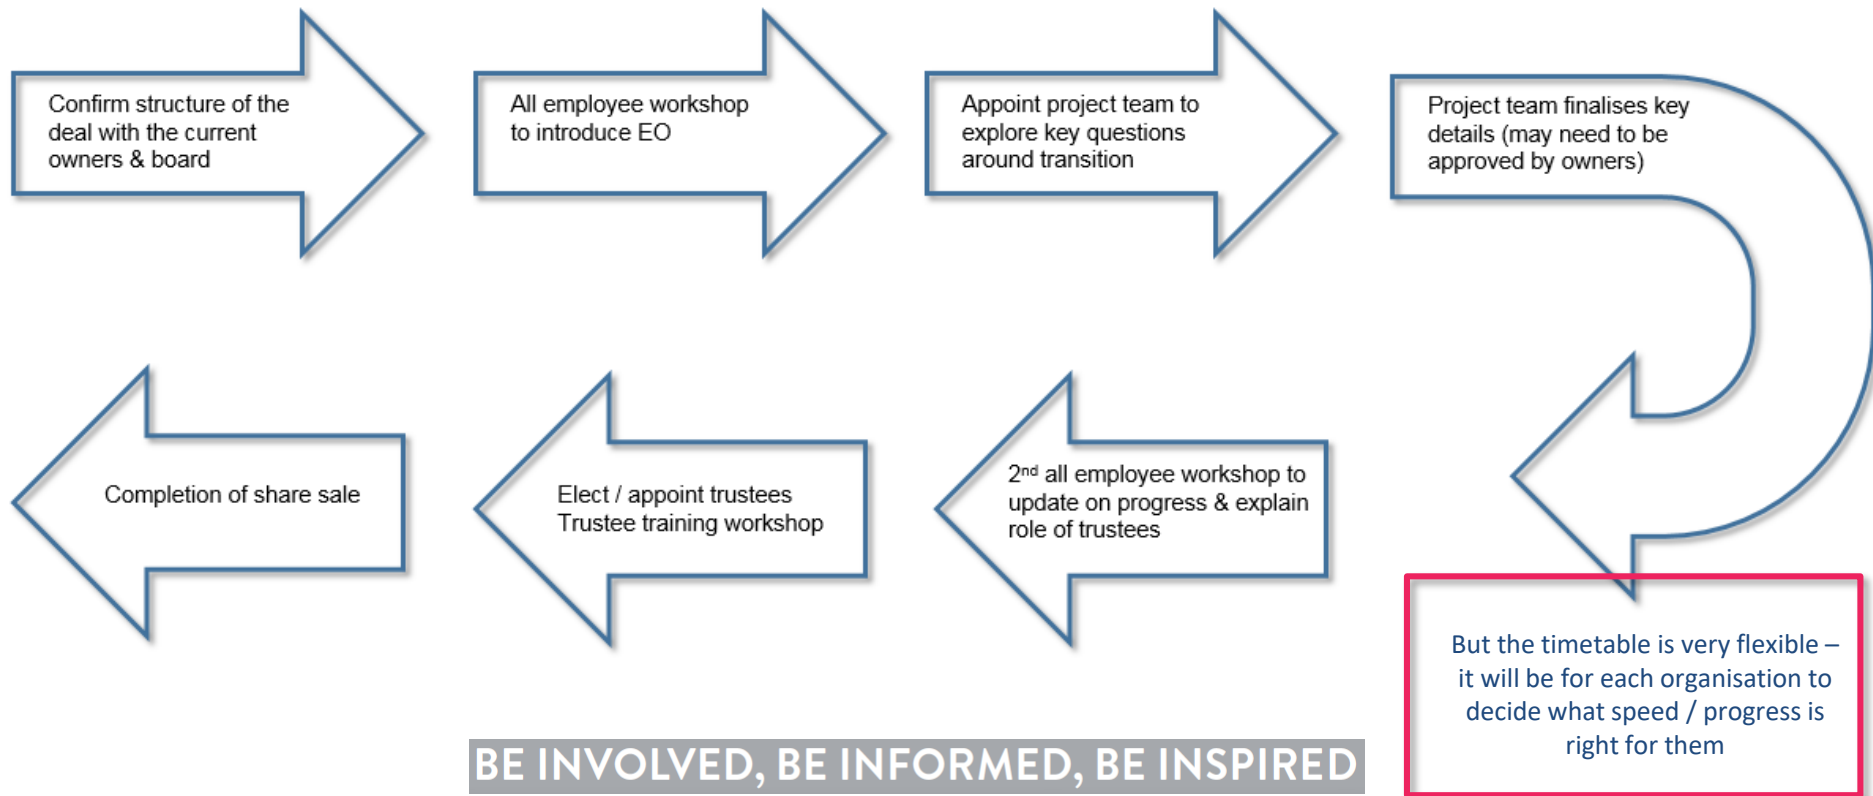 Confirm structure of the
deal with the current
owners & board
All employee workshop
to introduce EO
Appoint project team to
explore key questions
around transition
Project team finalises key
details (may need to be
approved by owners)
2nd all employee workshop to
update on progress & explain
role of trustees
Elect / appoint trustees
Trustee training workshop
Completion of share sale
But the timetable is very flexible –
it will be for each organisation to
decide what speed / progress is
right for them
BE INVOLVED, BE INFORMED, BE INSPIRED